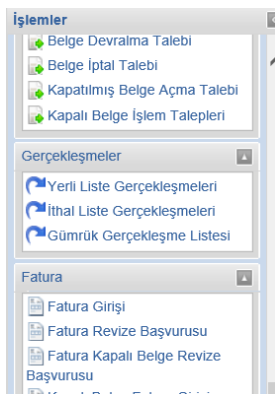 İşlemler
Belge Devralma Talebi
Belge İptal Talebi
Kapatılmış Belge Açma Talebi
Kapalı Belge İşlem Talepleri
Gerçekleşmeler
Yerli Liste Gerçekleşmeleri
İthal Liste Gerçekleşmeleri
Gümrük Gerçekleşme Listesi
Fatura
Fatura Girişi
Fatura Revize Başvurusu
Fatura Kapalı Belge Revize
Başvurusu